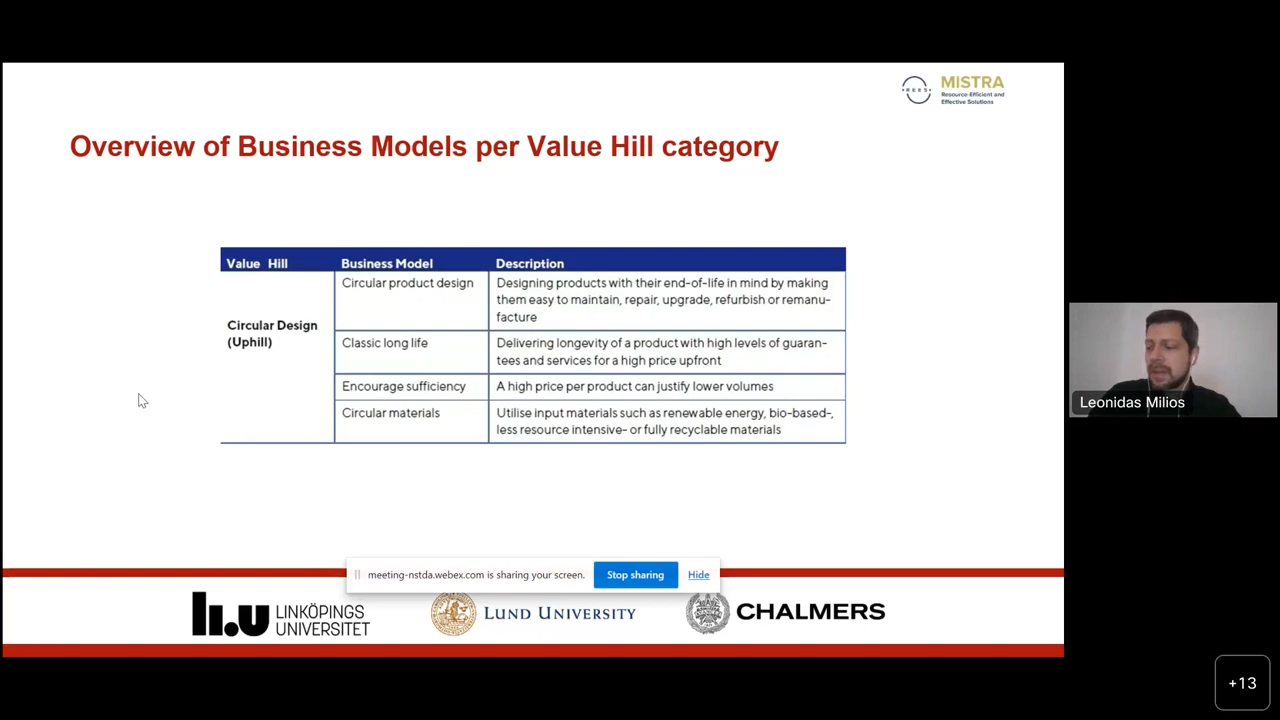 REES
MISTRA
Resource-Efficient and
Effective Solutions
Overview of Business Models per Value Hill category
Value Hill
Business Model
Description
Circular Design
(Uphill)
Circular product design
Designing products with their end-of-life in mind by making
them easy to maintain, repair, upgrade, refurbish or remanu-
facture
Classic long life
Delivering longevity of a product with high levels of guaran-
tees and services for a high price upfront
Encourage sufficiency
A high price per product can justify lower volumes
Circular materials
Utilise input materials such as renewable energy, bio-based-,
less resource intensive- or fully recyclable materials
Leonidas Milios
meeting-nstda.webex.com is sharing your screen.
Stop sharing
Hide
LiU
LINKÖPINGS
UNIVERSITET
LUND UNIVERSITY
CHALMERS
+13